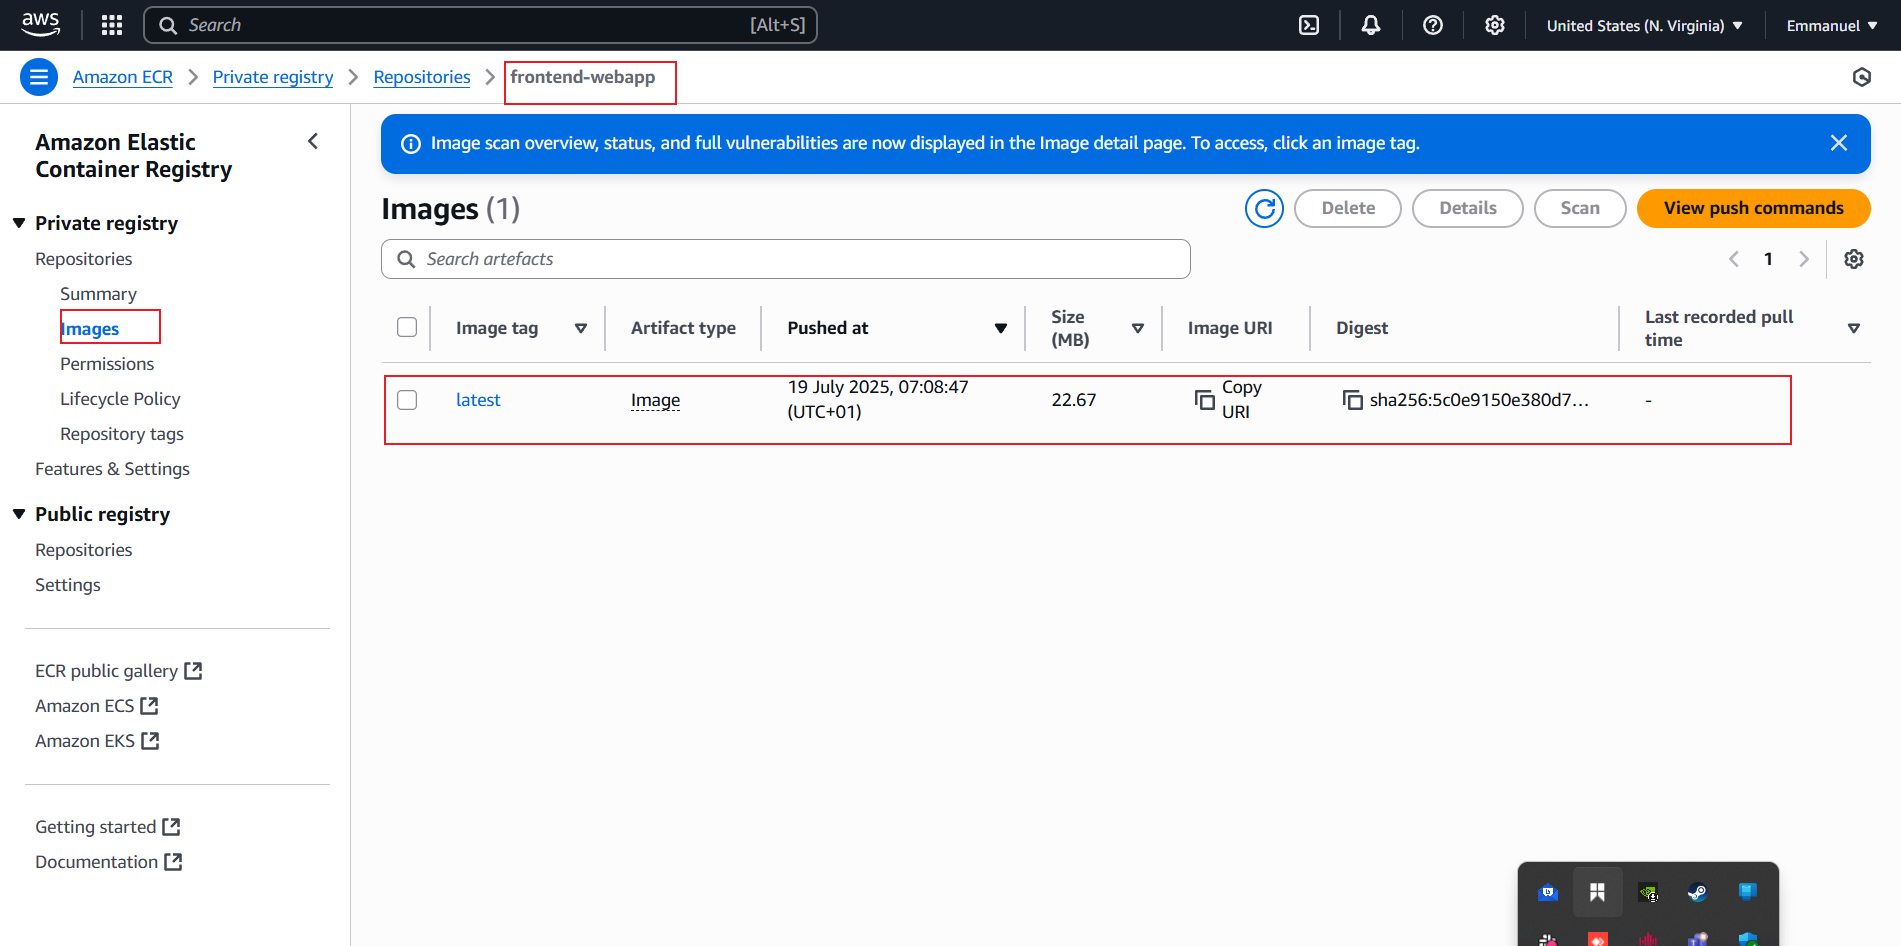 aws
Search
[Alt+S]
United States (N. Virginia)
Emmanuel
Amazon ECR
Private registry
Repositories
frontend-webapp
Amazon Elastic
Container Registry
Private registry
Repositories
Summary
Images
Permissions
Lifecycle Policy
Repository tags
Features & Settings
Public registry
Repositories
Settings
ECR public gallery
Amazon ECS
Amazon EKS
Getting started
Documentation
Image scan overview, status, and full vulnerabilities are now displayed in the Image detail page. To access, click an image tag.
Images (1)
Delete
Details
Scan
View push commands
Search artefacts
1
Image tag
Artifact type
Pushed at
Size
(MB)
Image URI
Digest
Last recorded pull
time
latest
Image
19 July 2025, 07:08:47
(UTC+01)
22.67
Copy
URI
sha256:5c0e9150e380d7...
-